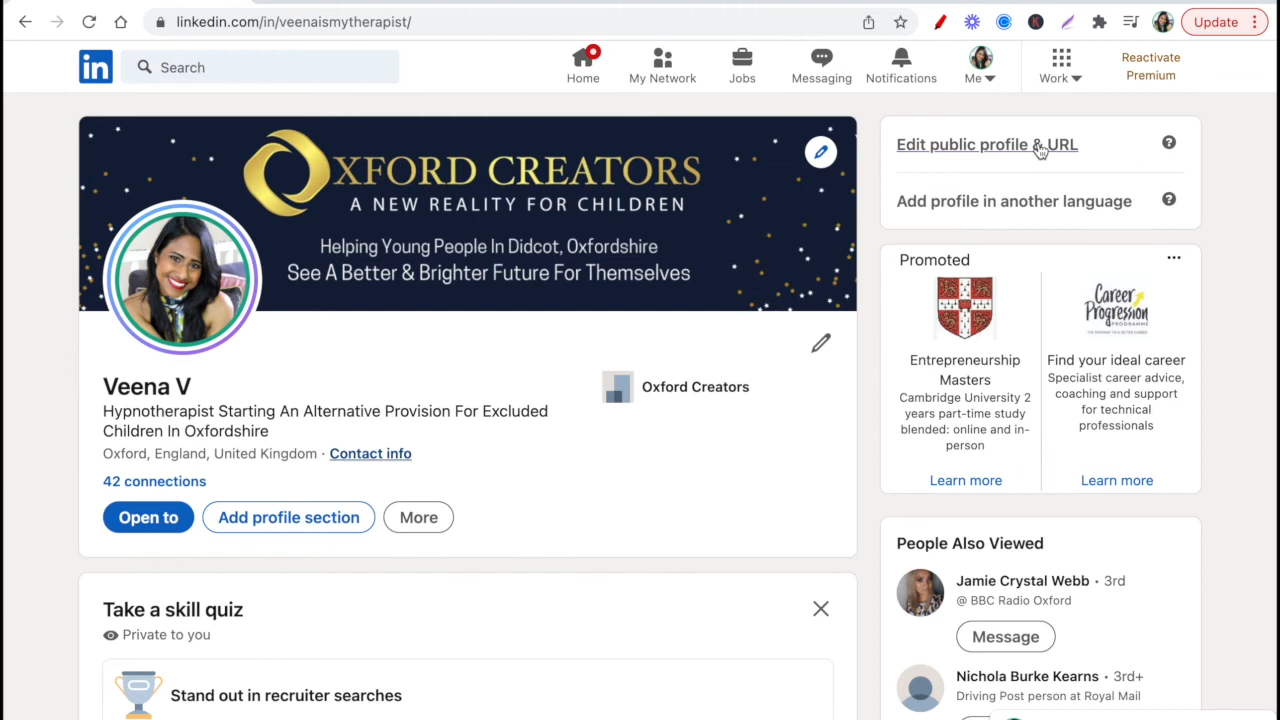 linkedin.com/in/veenaismytherapist/
Update
in
Search
Home
My Network
Jobs
Messaging
Notifications
Me
Work
Reactivate
Premium
OXFORD CREATORS
A NEW REALITY FOR CHILDREN
Helping Young People In Didcot, Oxfordshire
See A Better & Brighter Future For Themselves
Veena V
Hypnotherapist Starting An Alternative Provision For Excluded
Children In Oxfordshire
Oxford, England, United Kingdom · Contact info
42 connections
Open to
Add profile section
More
Oxford Creators
Take a skill quiz
Private to you
Stand out in recruiter searches
Edit public profile & URL
Add profile in another language
Promoted
Entrepreneurship
Masters
Cambridge University 2
years part-time study
blended: online and in-
person
Learn more
Career
Progression
PROGRAMME
Find your ideal career
Specialist career advice,
coaching and support
for technical
professionals
Learn more
People Also Viewed
Jamie Crystal Webb · 3rd
@ BBC Radio Oxford
Message
Nichola Burke Kearns · 3rd+
Driving Post person at Royal Mail